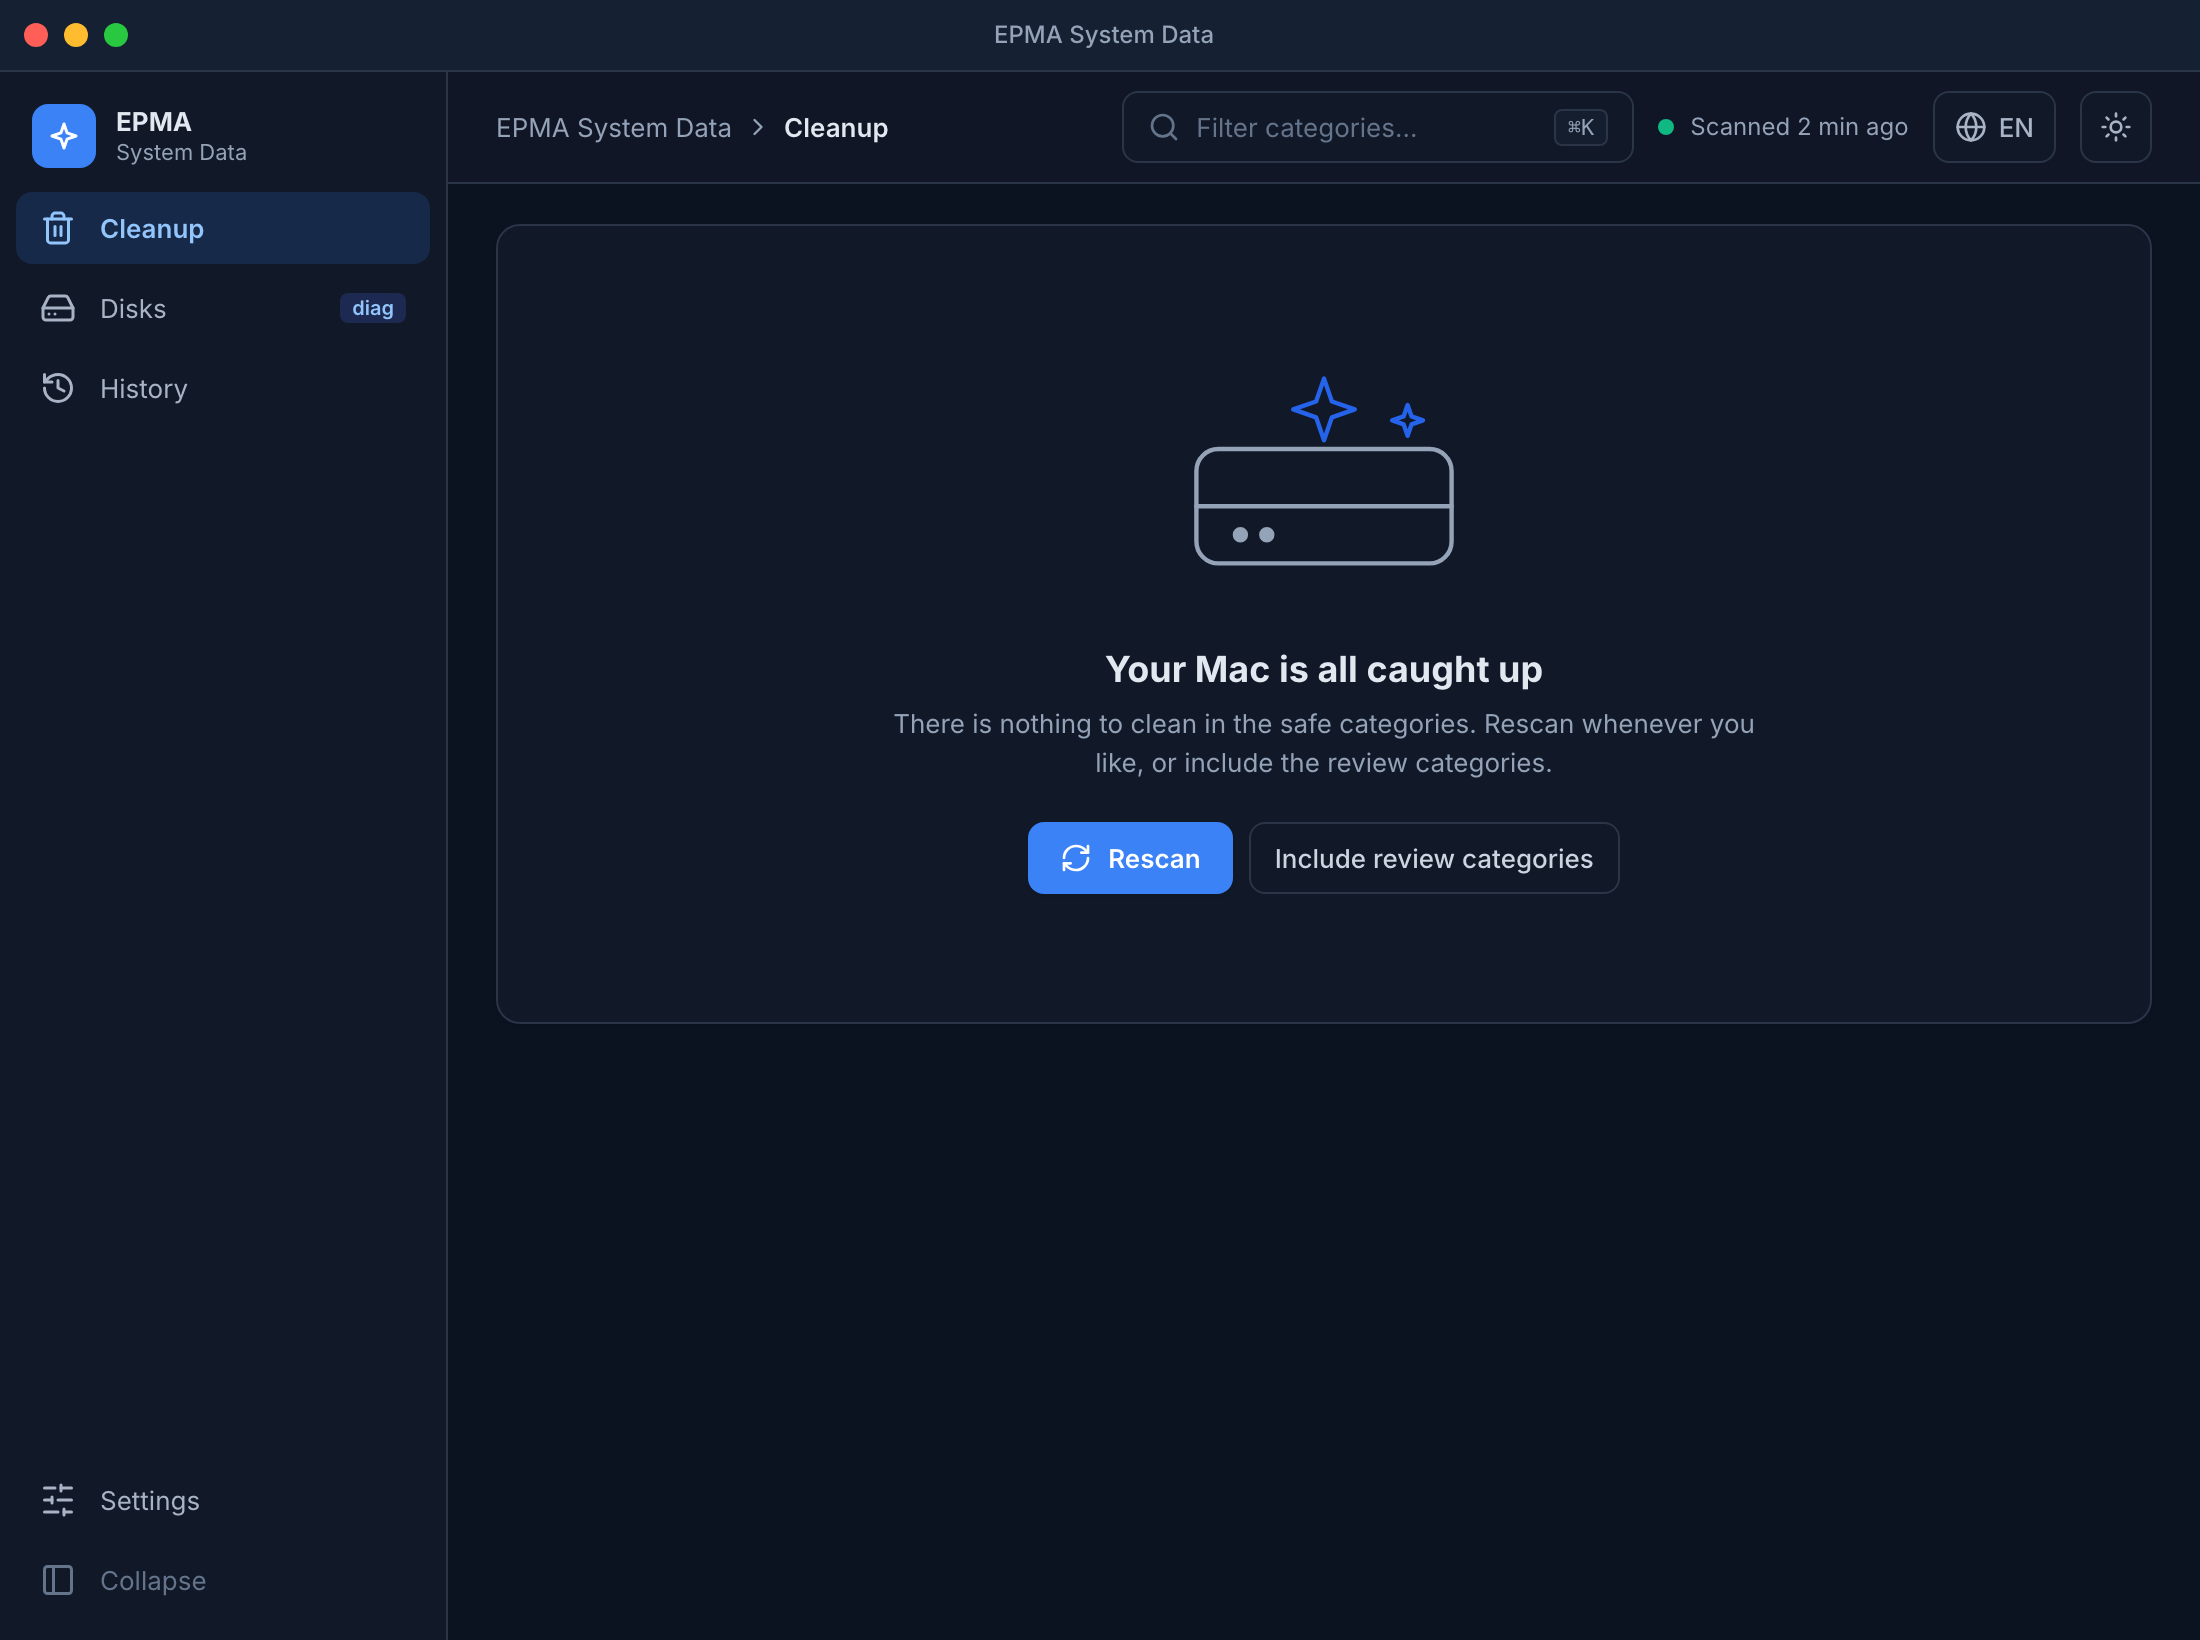 EPMA System Data
EPMA
System Data
Cleanup
Disks
diag
History
Settings
Collapse
EPMA System Data > Cleanup
Filter categories...
⌘K
Scanned 2 min ago
EN
Your Mac is all caught up
There is nothing to clean in the safe categories. Rescan whenever you
like, or include the review categories.
Rescan
Include review categories